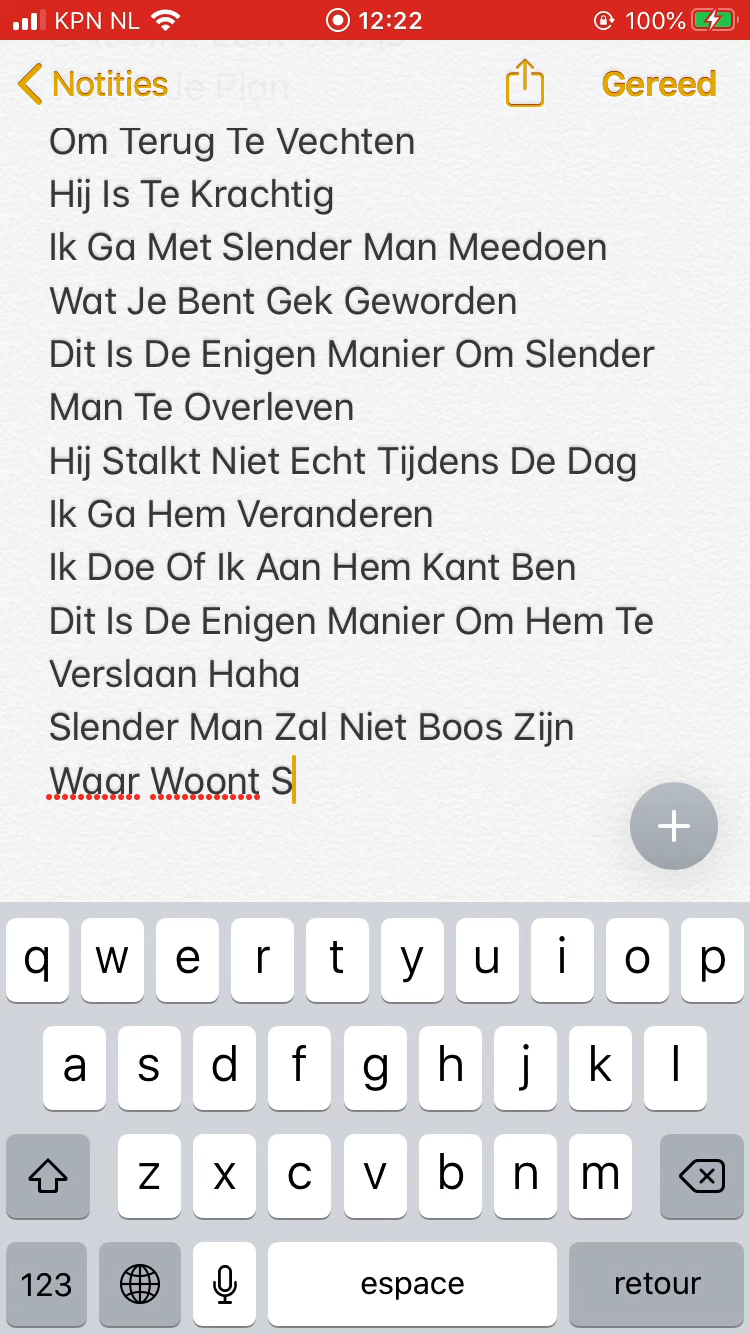 KPN NL 12:22 100%
Je Plan
Notities Gereed
Om Terug Te Vechten
Hij Is Te Krachtig
Ik Ga Met Slender Man Meedoen
Wat Je Bent Gek Geworden
Dit Is De Enigen Manier Om Slender
Man Te Overleven
Hij Stalkt Niet Echt Tijdens De Dag
Ik Ga Hem Veranderen
Ik Doe Of Ik Aan Hem Kant Ben
Dit Is De Enigen Manier Om Hem Te
Verslaan Haha
Slender Man Zal Niet Boos Zijn
Waar Woont S
q w e r t y u i o p
a s d f g h j k l
z x c v b n m
123 espace retour